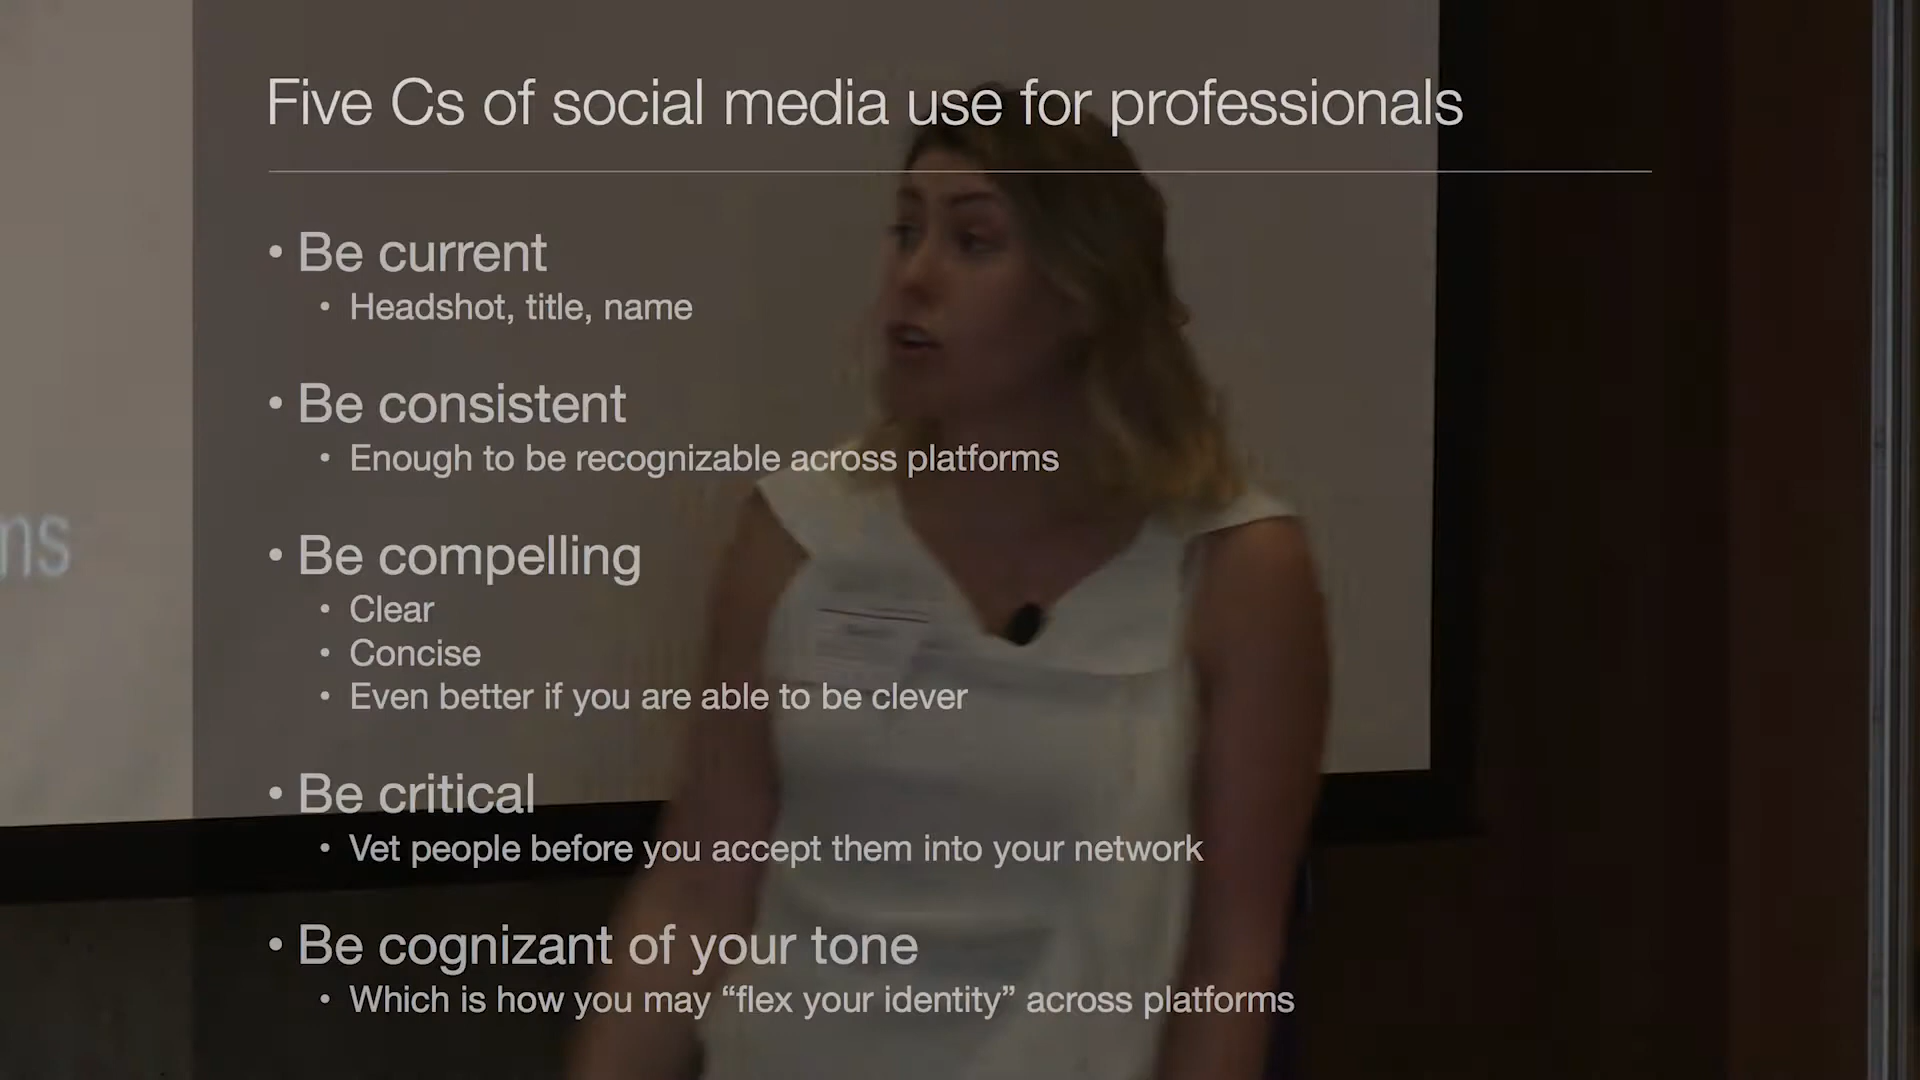 Five Cs of social media use for professionals
• Be current
• Headshot, title, name
• Be consistent
• Enough to be recognizable across platforms
ns
• Be compelling
• Clear
• Concise
• Even better if you are able to be clever
• Be critical
• Vet people before you accept them into your network
• Be cognizant of your tone
• Which is how you may “flex your identity” across platforms